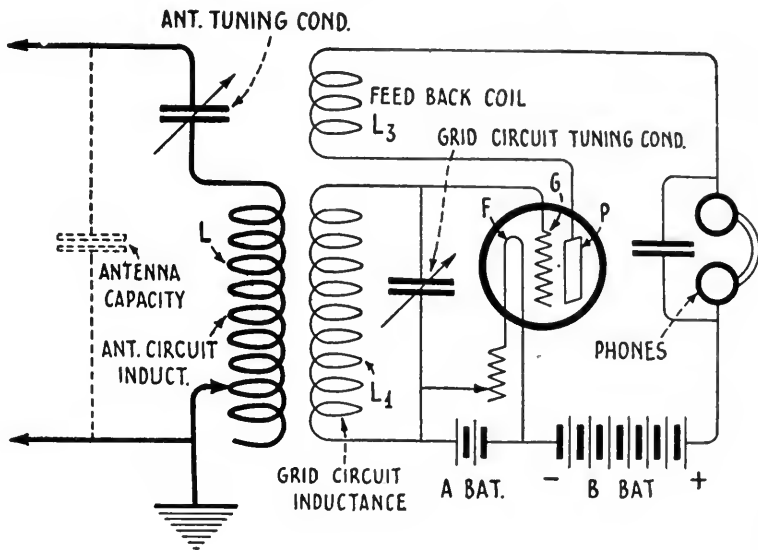 ANT. TUNING COND.
FEED BACK COIL
L3
GRID CIRCUIT TUNING COND.
G
F
P
L
ANTENNA
CAPACITY
ANT. CIRCUIT
INDUCT.
L1
PHONES
GRID CIRCUIT
INDUCTANCE
A BAT.
- B BAT +